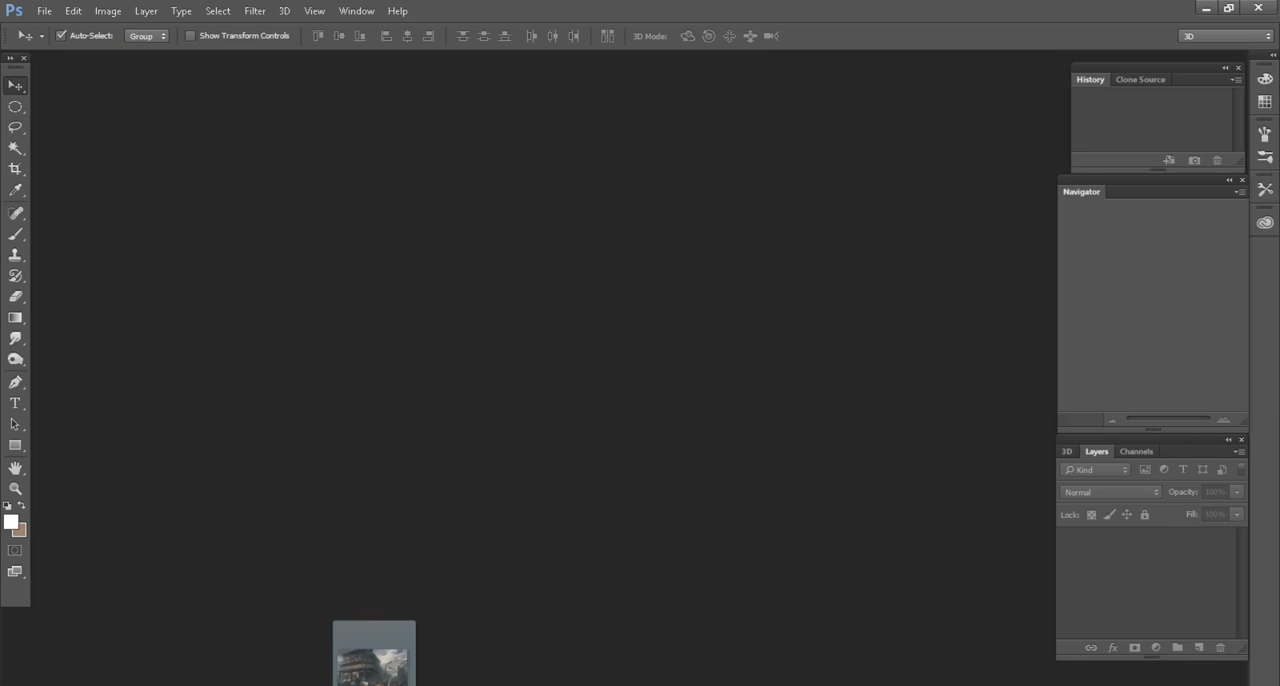 Ps File Edit Image Layer Type Select Filter 3D View Window Help
Auto-Select: Group Show Transform Controls 3D Mode: 3D
History Clone Source
Navigator
3D Layers Channels
Kind
Normal Opacity: 100%
Lock: Fill: 100%